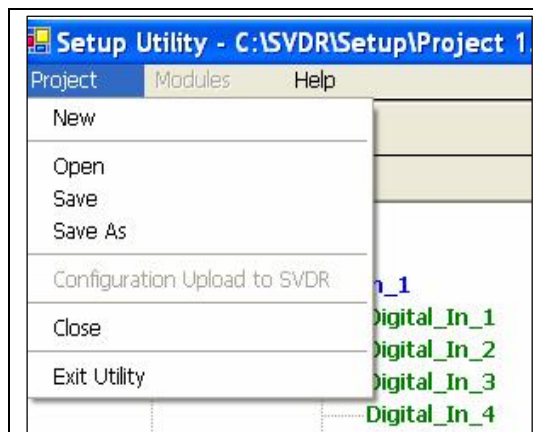 Setup Utility - C:\SVDR\Setup\Project 1.
Project Modules Help
New
Open
Save
Save As
Configuration Upload to SVDR
Close
Exit Utility
n_1
Digital_In_1
Digital_In_2
Digital_In_3
Digital_In_4